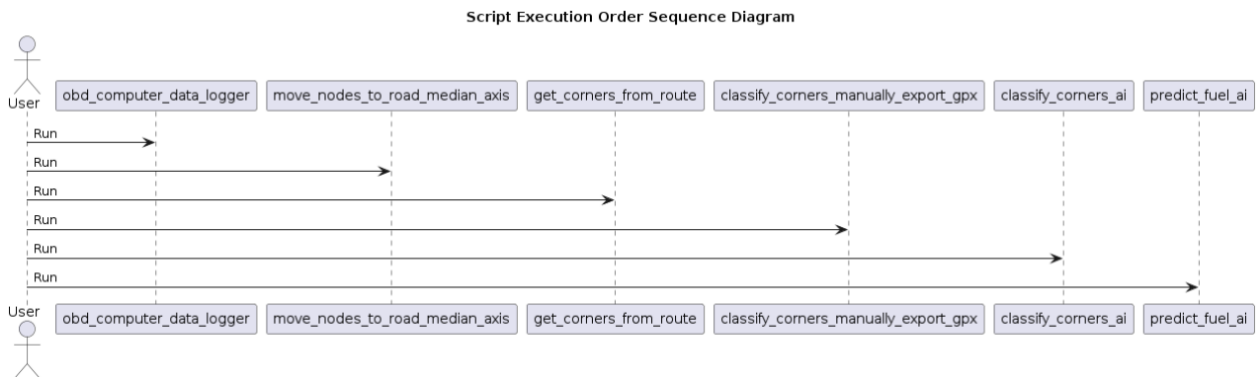 Script Execution Order Sequence Diagram
User
obd_computer_data_logger
move_nodes_to_road_median_axis
get_corners_from_route
classify_corners_manually_export_gpx
classify_corners_ai
predict_fuel_ai
Run
Run
Run
Run
Run
Run
User
obd_computer_data_logger
move_nodes_to_road_median_axis
get_corners_from_route
classify_corners_manually_export_gpx
classify_corners_ai
predict_fuel_ai